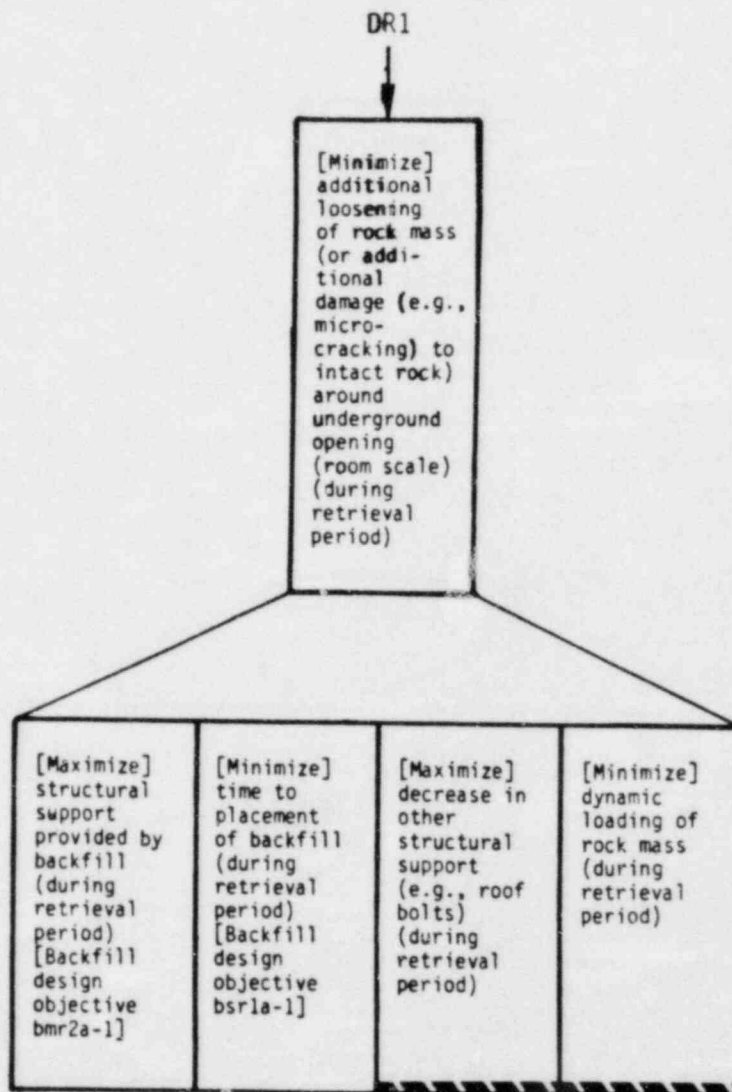 DR1
[Minimize]
additional
loosening
of rock mass
(or addi-
tional
damage (e.g.,
micro-
cracking) to
intact rock)
around
underground
opening
(room scale)
(during
retrieval
period)
[Maximize]
structural
support
provided by
backfill
(during
retrieval
period)
[Backfill
design
objective
bmr2a-1]
[Minimize]
time to
placement
of backfill
(during
retrieval
period)
[Backfill
design
objective
bsr1a-1]
[Maximize]
decrease in
other
structural
support
(e.g., roof
bolts)
(during
retrieval
period)
[Minimize]
dynamic
loading of
rock mass
(during
retrieval
period)